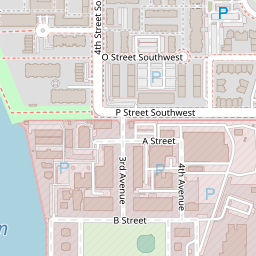 P
4th Street So
O Street Southwest
P
P Street Southwest
A Street
P
P
3rd Avenue
4th Avenue
P
n
B Street